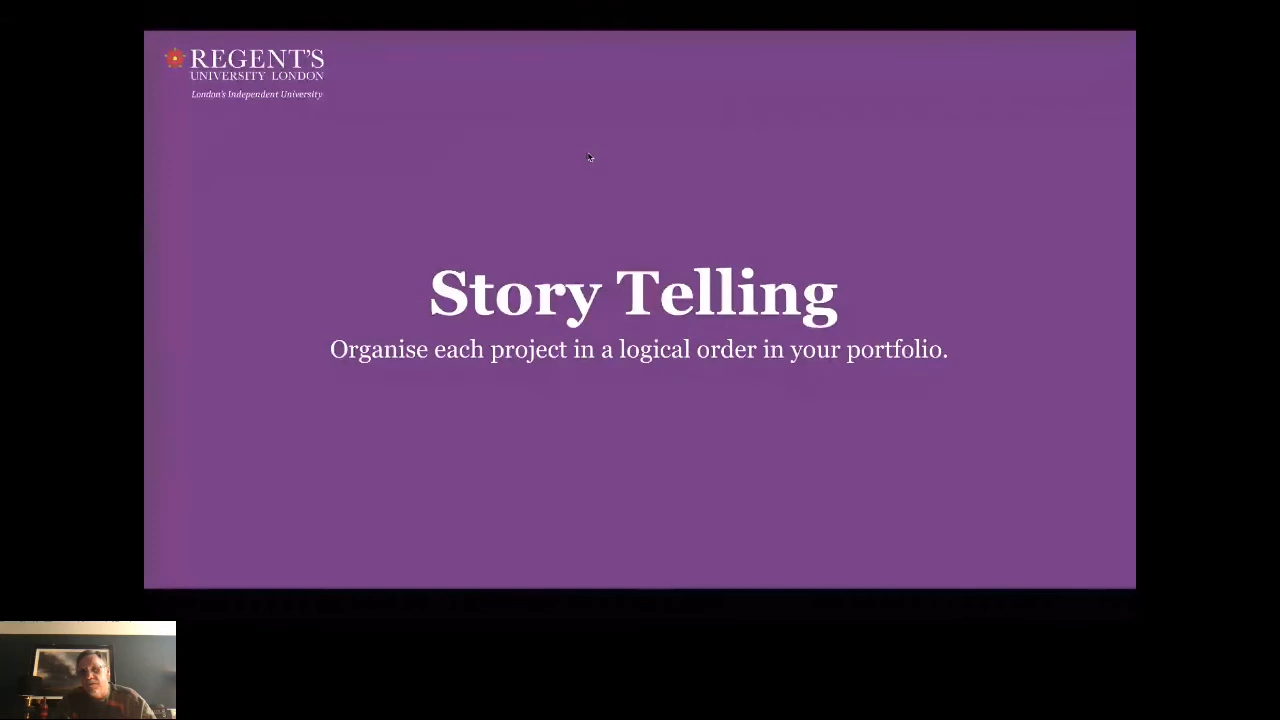 REGENT'S
UNIVERSITY LONDON
London's Independent University
Story Telling
Organise each project in a logical order in your portfolio.